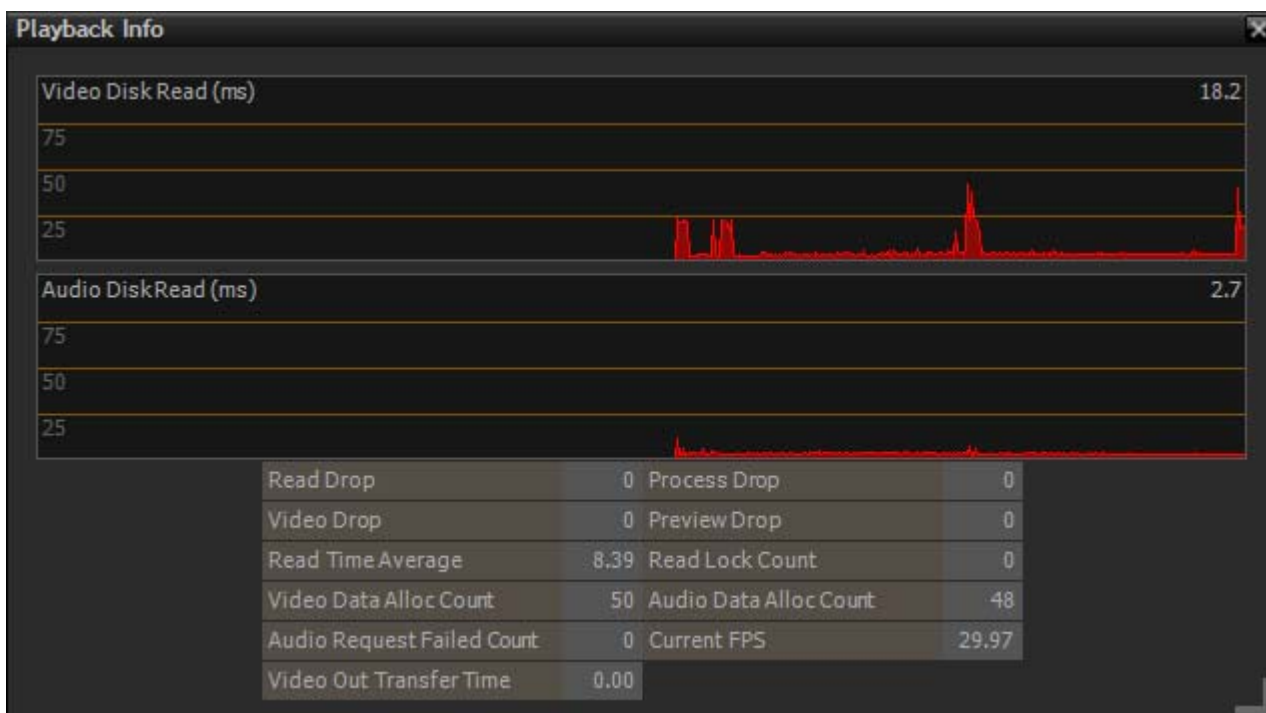 Playback Info
Video Disk Read (ms) 18.2
75
50
25
Audio DiskRead (ms) 2.7
75
50
25
Read Drop 0 Process Drop 0
Video Drop 0 Preview Drop 0
Read Time Average 8.39 Read Lock Count 0
Video Data Alloc Count 50 Audio Data Alloc Count 48
Audio Request Failed Count 0 Current FPS 29.97
Video Out Transfer Time 0.00